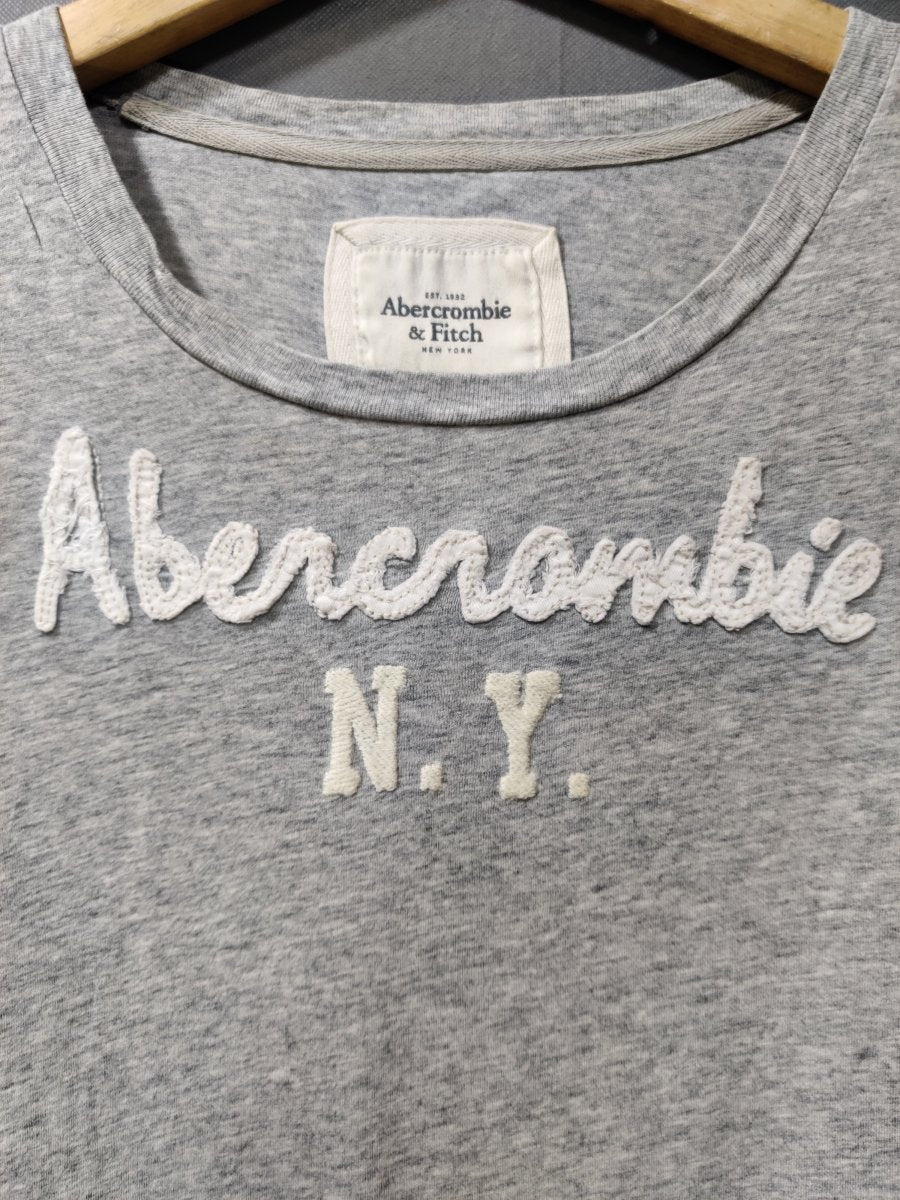 EST. 1892
Abercrombie
& Fitch
NEW YORK
Abercrombie
N.Y.